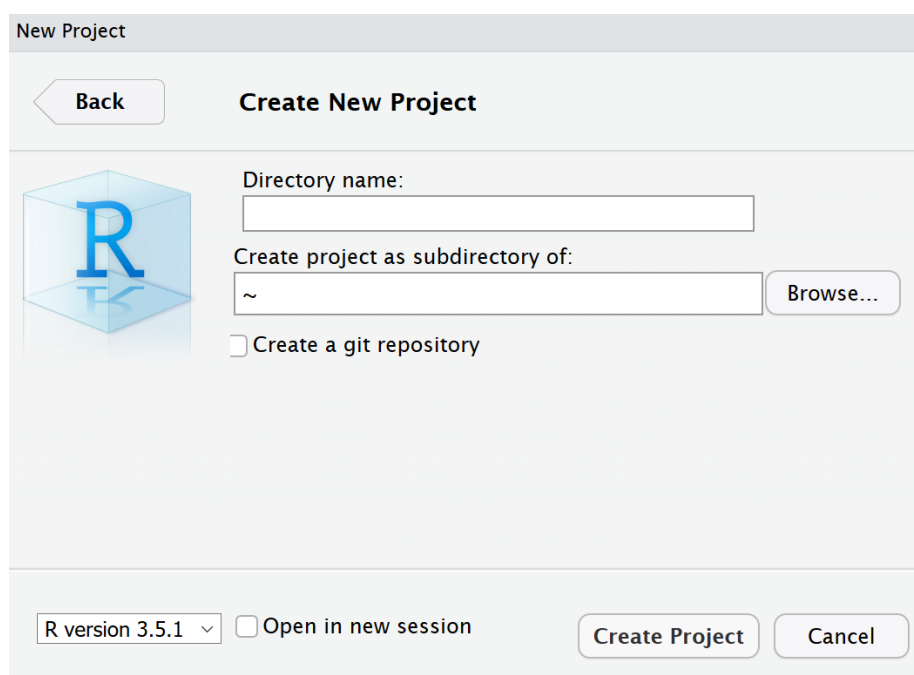 New Project
Back
Create New Project
R
Directory name:
Create project as subdirectory of:
~
Browse...
Create a git repository
R version 3.5.1
Open in new session
Create Project
Cancel